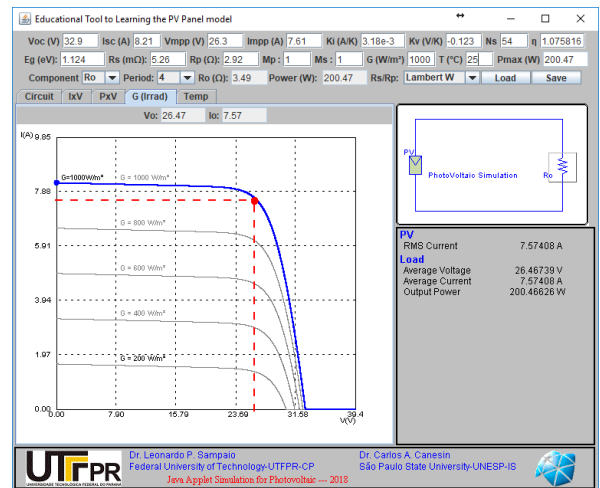 Educational Tool to Learning the PV Panel model
Voc (V) 32.9 Isc (A) 8.21 Vmpp (V) 26.3 Impp (A) 7.61 Ki (A/K) 3.18e-3 Kv (V/K) -0.123 Ns 54 η 1.075816
Eg (eV): 1.124 Rs (mΩ): 5.26 Rp (Ω): 2.92 Mp : 1 Ms : 1 G (W/m²) 1000 T (°C) 25 Pmax (W) 200.47
Component Ro Period: 4 Ro (Ω): 3.49 Power (W): 200.47 Rs/Rp: Lambert W Load Save
Circuit IxV PxV G (Irrad) Temp
Vo: 26.47 Io: 7.57
I(A) 9.85
G=1000W/m² G = 1000 W/m²
7.88
G = 800 W/m²
5.91
G = 600 W/m²
3.94
G = 400 W/m²
1.97
G = 200 W/m²
0.00
0.00 7.90 15.79 23.69 31.58 39.4
V(V)
PV
PhotoVoltaic Simulation
Ro
PV
RMS Current 7.57408 A
Load
Average Voltage 26.46739 V
Average Current 7.57408 A
Output Power 200.46626 W
UTFPR
UNIVERSIDADE TECNOLÓGICA FEDERAL DO PARANÁ
Dr. Leonardo P. Sampaio Dr. Carlos A. Canesin
Federal University of Technology-UTFPR-CP São Paulo State University-UNESP-IS
Java Applet Simulation for Photovoltaic --- 2018